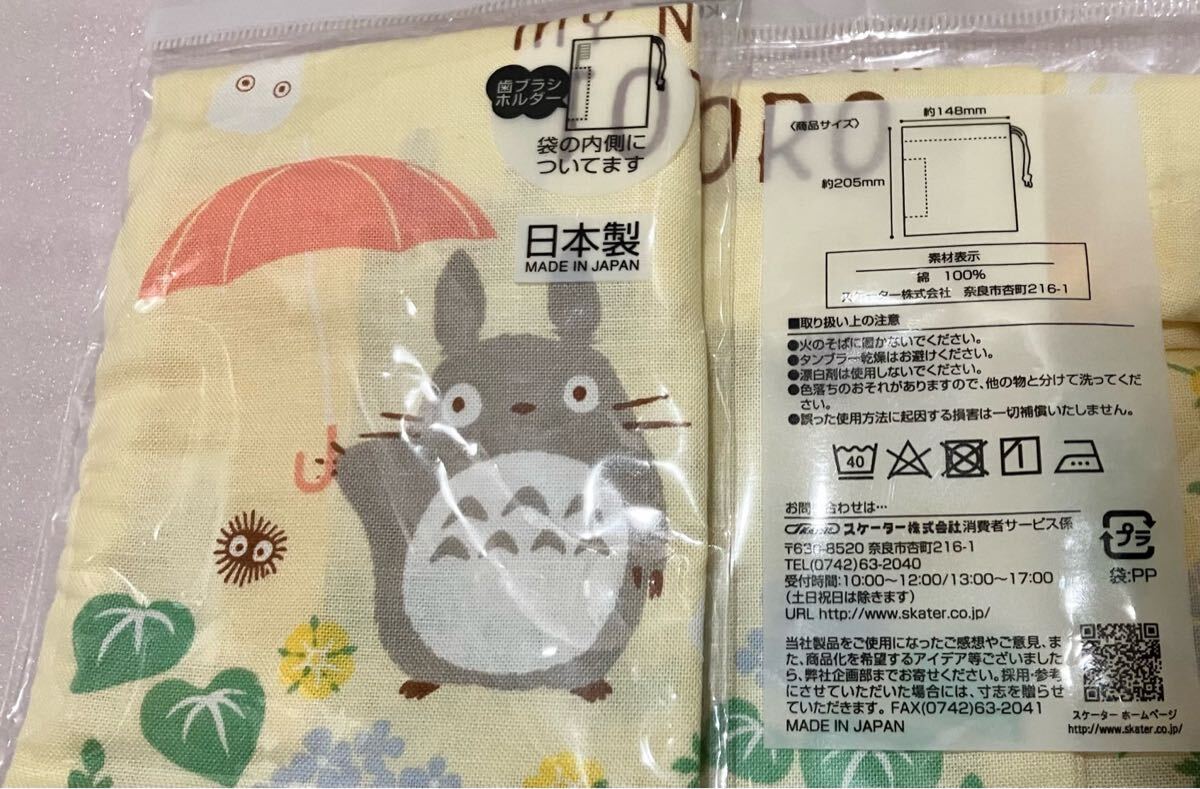 my N
歯ブラシ
ホルダー
袋の内側に
ついてます
日本製
MADE IN JAPAN
〈商品サイズ〉
約148mm
約205mm
素材表示
綿 100%
スケーター株式会社 奈良市杏町216-1
■取り扱い上の注意
●火のそばに置かないでください。
●タンブラー乾燥はお避けください。
●漂白剤は使用しないでください。
●色落ちのおそれがありますので、他の物と分けて洗ってくだ
さい。
●誤った使用方法に起因する損害は一切補償いたしません。
40
お問い合わせは…
SKATER スケーター株式会社消費者サービス係
〒630-8520 奈良市杏町216-1
TEL(0742)63-2040
受付時間:10:00～12:00/13:00～17:00
(土日祝日は除きます)
URL http://www.skater.co.jp/
プラ
袋:PP
当社製品をご使用になったご感想やご意見、ま
た、商品化を希望するアイデア等ございました
ら、弊社企画部までお寄せください。採用・参考
にさせていただいた場合には、寸志を贈らせ
ていただきます。FAX(0742)63-2041
MADE IN JAPAN
スケーター ホームページ
http://www.skater.co.jp/